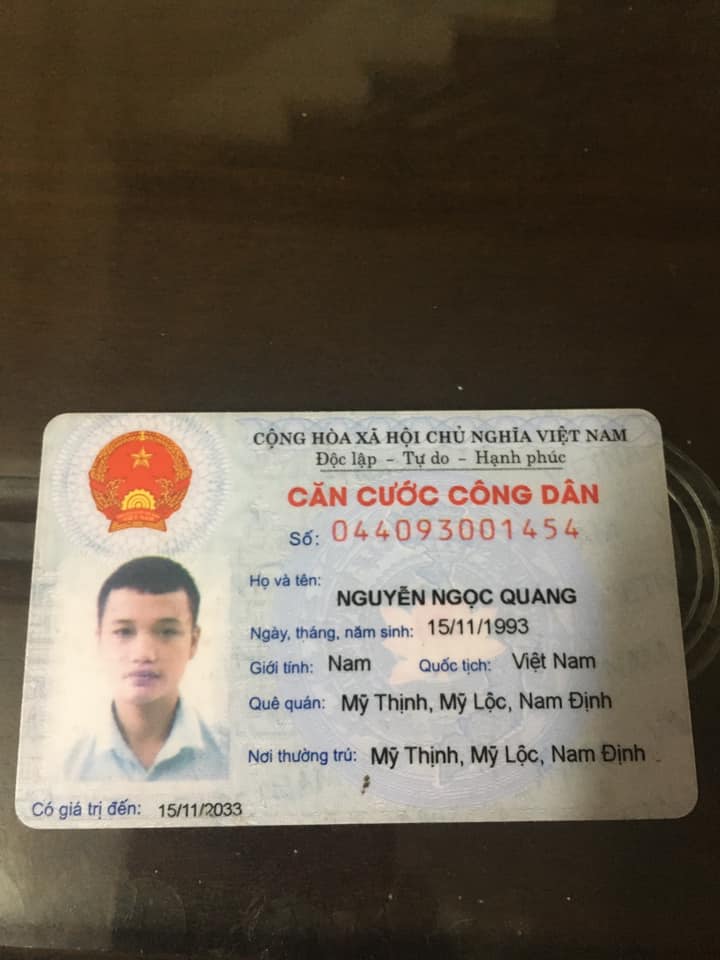 CỘNG HÒA XÃ HỘI CHỦ NGHĨA VIỆT NAM
Độc lập - Tự do - Hạnh phúc
CĂN CƯỚC CÔNG DÂN
Số: 044093001454
Họ và tên:
NGUYỄN NGỌC QUANG
Ngày, tháng, năm sinh: 15/11/1993
Giới tính: Nam Quốc tịch: Việt Nam
Quê quán: Mỹ Thịnh, Mỹ Lộc, Nam Định
Nơi thường trú: Mỹ Thịnh, Mỹ Lộc, Nam Định
Có giá trị đến: 15/11/2033